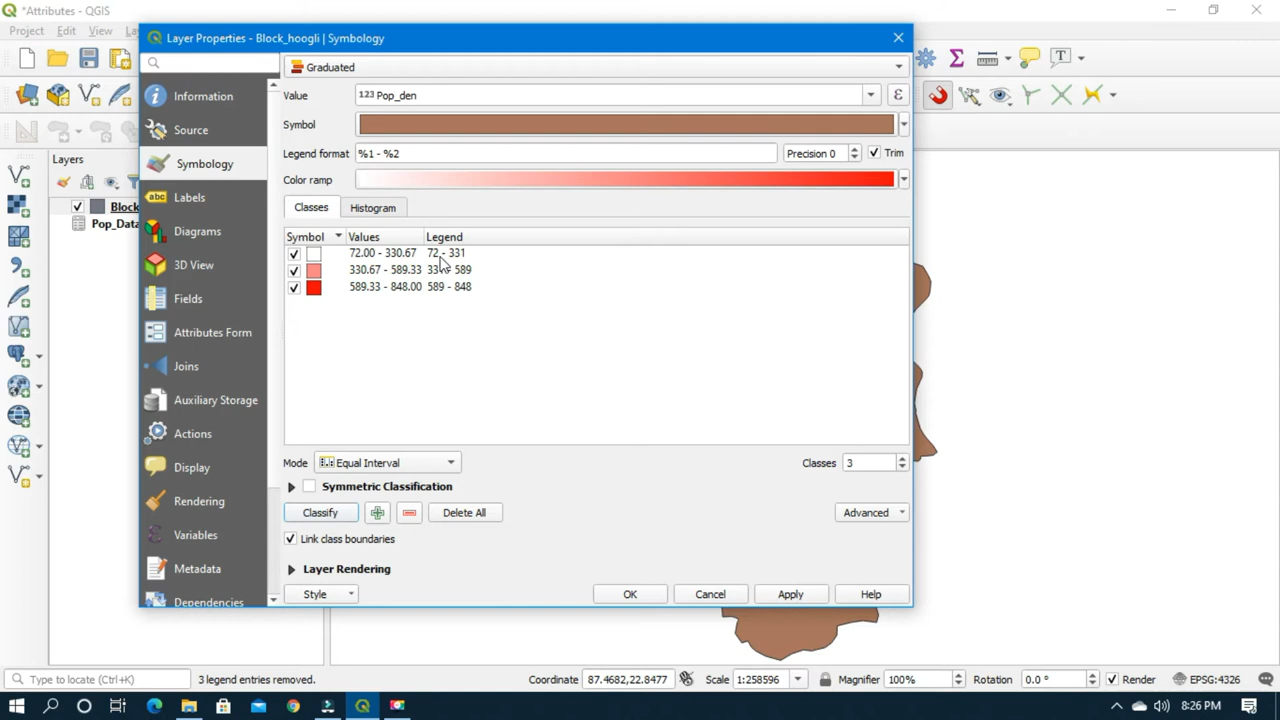 *Attributes - QGIS
Project Edit View
Layer Properties - Block_hoogli | Symbology
Information
Source
Symbology
Labels
Diagrams
3D View
Fields
Attributes Form
Joins
Auxiliary Storage
Actions
Display
Rendering
Variables
Metadata
Dependencies
Graduated
Value 123 Pop_den ε
Symbol
Legend format %1 - %2 Precision 0 Trim
Color ramp
Classes Histogram
Symbol Values Legend
72.00 - 330.67 72 - 331
330.67 - 589.33 589
589.33 - 848.00 589 - 848
Mode Equal Interval Classes 3
Symmetric Classification
Classify Delete All Advanced
Link class boundaries
Layer Rendering
Style OK Cancel Apply Help
Layers
Block
Pop_Data
Type to locate (Ctrl+K) 3 legend entries removed. Coordinate 87.4682,22.8477 Scale 1:258596 Magnifier 100% Rotation 0.0 ° Render EPSG:4326
8:26 PM